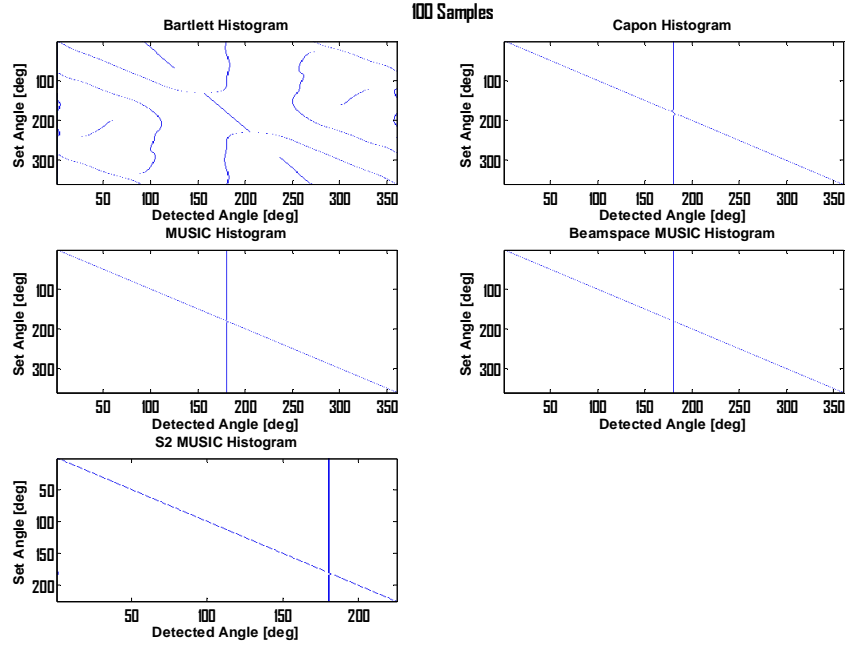 100 Samples
Bartlett Histogram
Set Angle [deg]
100
200
300
50 100 150 200 250 300 350
Detected Angle [deg]
Capon Histogram
Set Angle [deg]
100
200
300
50 100 150 200 250 300 350
Detected Angle [deg]
MUSIC Histogram
Set Angle [deg]
100
200
300
50 100 150 200 250 300 350
Detected Angle [deg]
Beamspace MUSIC Histogram
Set Angle [deg]
100
200
300
50 100 150 200 250 300 350
Detected Angle [deg]
S2 MUSIC Histogram
Set Angle [deg]
50
100
150
200
50 100 150 200
Detected Angle [deg]